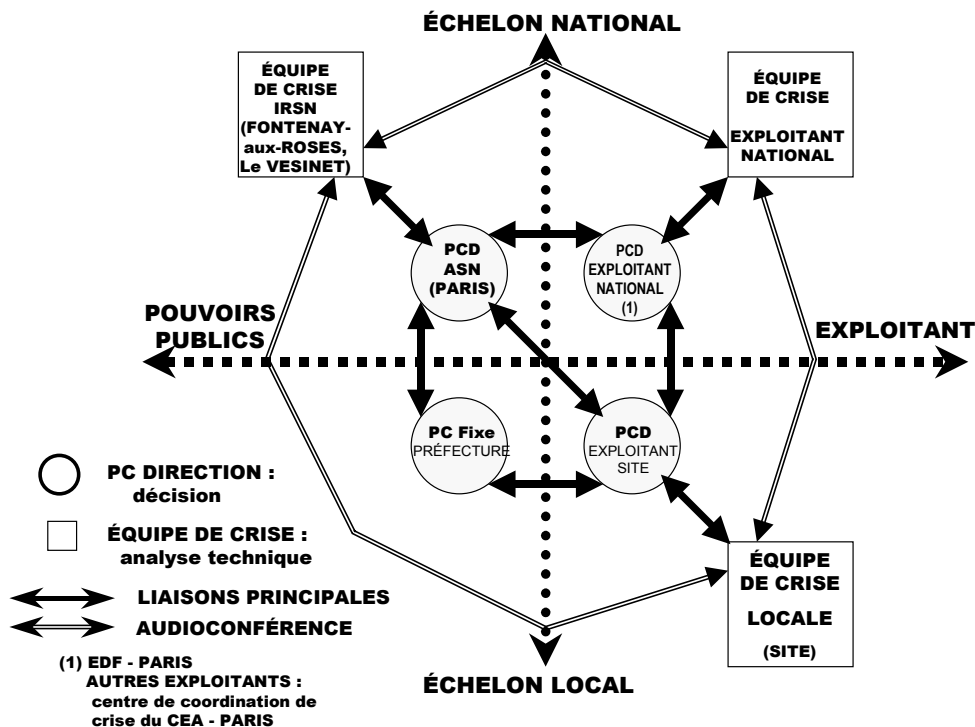 ÉCHELON NATIONAL
ÉQUIPE
DE CRISE
IRSN
(FONTENAY-
aux-ROSES,
Le VESINET)
ÉQUIPE
DE CRISE
EXPLOITANT
NATIONAL
PCD
ASN
(PARIS)
PCD
EXPLOITANT
NATIONAL
(1)
POUVOIRS
PUBLICS
EXPLOITANT
PC Fixe
PRÉFECTURE
PCD
EXPLOITANT
SITE
PC DIRECTION :
décision
ÉQUIPE DE CRISE :
analyse technique
ÉQUIPE
DE CRISE
LOCALE
(SITE)
LIAISONS PRINCIPALES
AUDIOCONFÉRENCE
(1) EDF - PARIS
AUTRES EXPLOITANTS :
centre de coordination de
crise du CEA - PARIS
ÉCHELON LOCAL